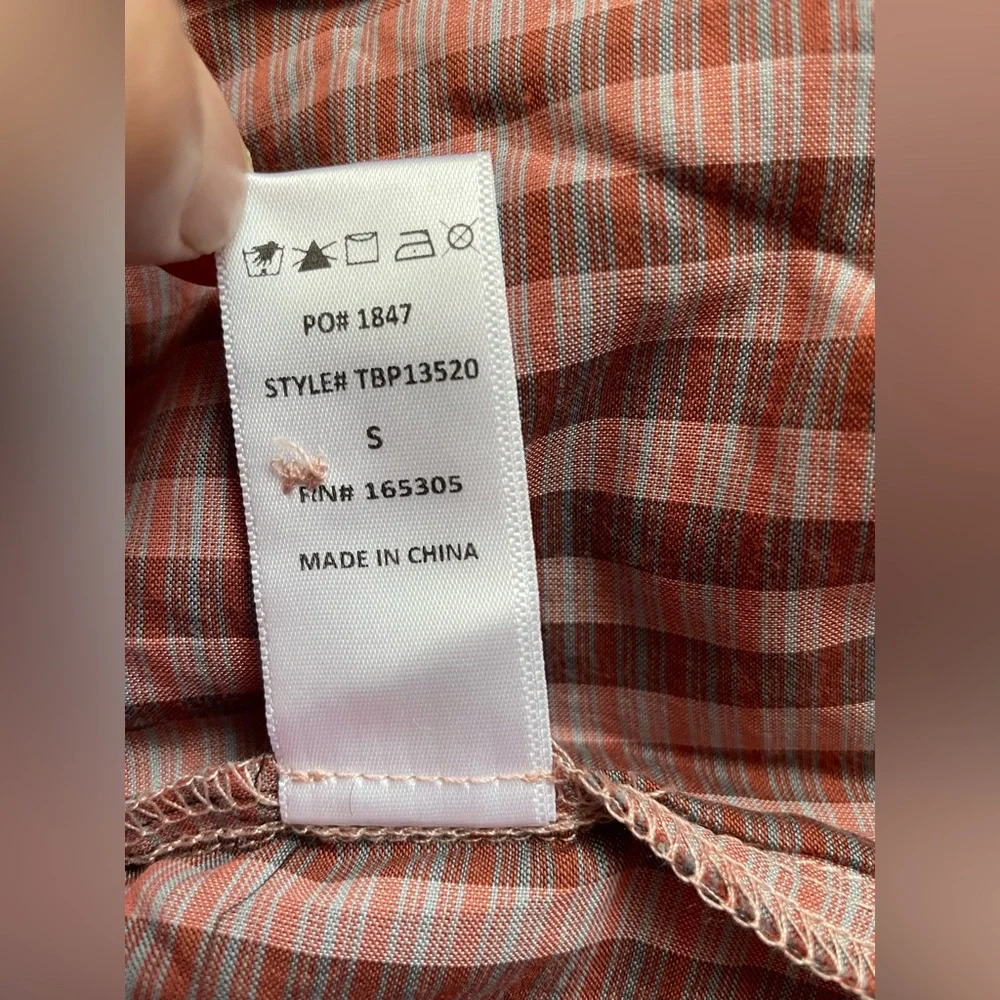 PO# 1847
STYLE# TBP13520
S
RN# 165305
MADE IN CHINA